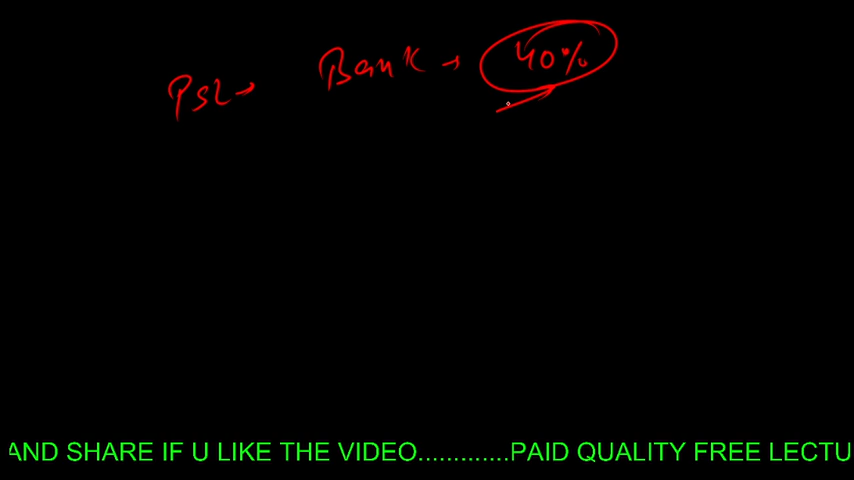 PSL → Bank → 40%
AND SHARE IF U LIKE THE VIDEO.............PAID QUALITY FREE LECTU